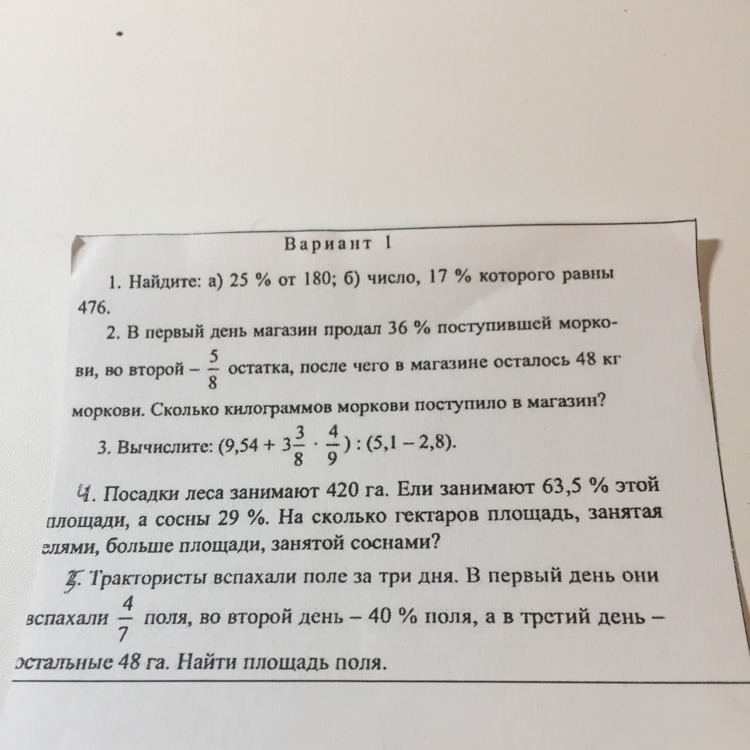 Вариант 1
1. Найдите: а) 25 % от 180; б) число, 17 % которого равны
476.
2. В первый день магазин продал 36 % поступившей морко-
ви, во второй – 5/8 остатка, после чего в магазине осталось 48 кг
моркови. Сколько килограммов моркови поступило в магазин?
3. Вычислите: (9,54 + 3 3/8 · 4/9) : (5,1 – 2,8).
4. Посадки леса занимают 420 га. Ели занимают 63,5 % этой
площади, а сосны 29 %. На сколько гектаров площадь, занятая
елями, больше площади, занятой соснами?
5. Трактористы вспахали поле за три дня. В первый день они
вспахали 4/7 поля, во второй день – 40 % поля, а в третий день –
остальные 48 га. Найти площадь поля.